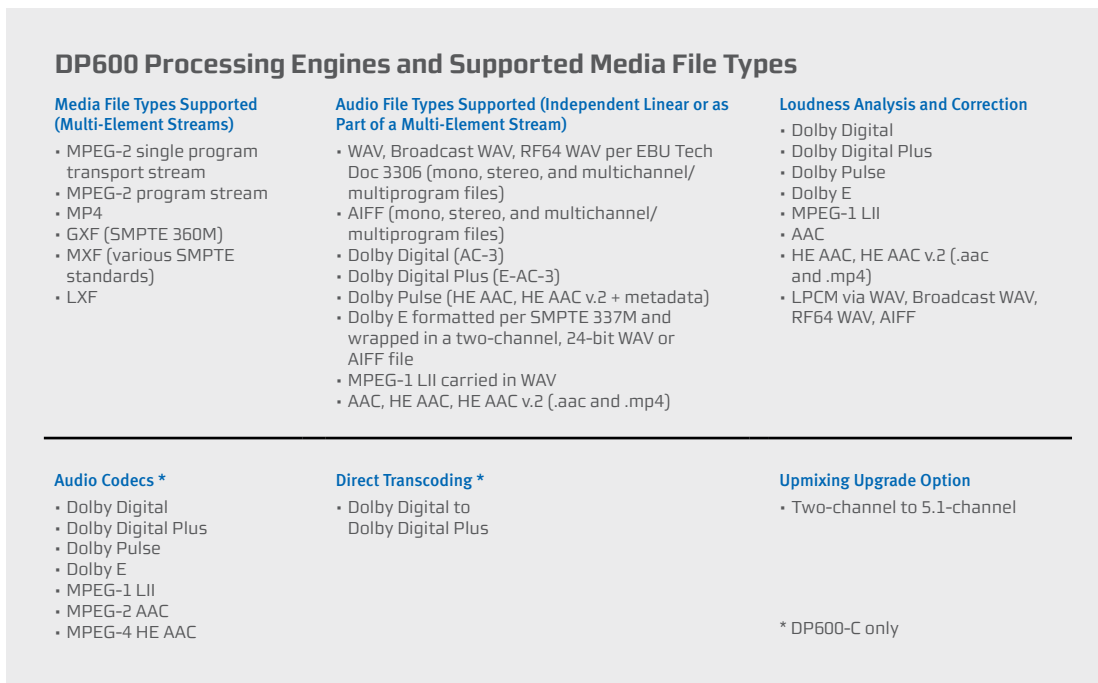 DP600 Processing Engines and Supported Media File Types
Media File Types Supported
(Multi-Element Streams)
• MPEG-2 single program
transport stream
• MPEG-2 program stream
• MP4
• GXF (SMPTE 360M)
• MXF (various SMPTE
standards)
• LXF
Audio File Types Supported (Independent Linear or as
Part of a Multi-Element Stream)
• WAV, Broadcast WAV, RF64 WAV per EBU Tech
Doc 3306 (mono, stereo, and multichannel/
multiprogram files)
• AIFF (mono, stereo, and multichannel/
multiprogram files)
• Dolby Digital (AC-3)
• Dolby Digital Plus (E-AC-3)
• Dolby Pulse (HE AAC, HE AAC v.2 + metadata)
• Dolby E formatted per SMPTE 337M and
wrapped in a two-channel, 24-bit WAV or
AIFF file
• MPEG-1 LII carried in WAV
• AAC, HE AAC, HE AAC v.2 (.aac and .mp4)
Loudness Analysis and Correction
• Dolby Digital
• Dolby Digital Plus
• Dolby Pulse
• Dolby E
• MPEG-1 LII
• AAC
• HE AAC, HE AAC v.2 (.aac
and .mp4)
• LPCM via WAV, Broadcast WAV,
RF64 WAV, AIFF
Audio Codecs *
• Dolby Digital
• Dolby Digital Plus
• Dolby Pulse
• Dolby E
• MPEG-1 LII
• MPEG-2 AAC
• MPEG-4 HE AAC
Direct Transcoding *
• Dolby Digital to
Dolby Digital Plus
Upmixing Upgrade Option
• Two-channel to 5.1-channel
* DP600-C only